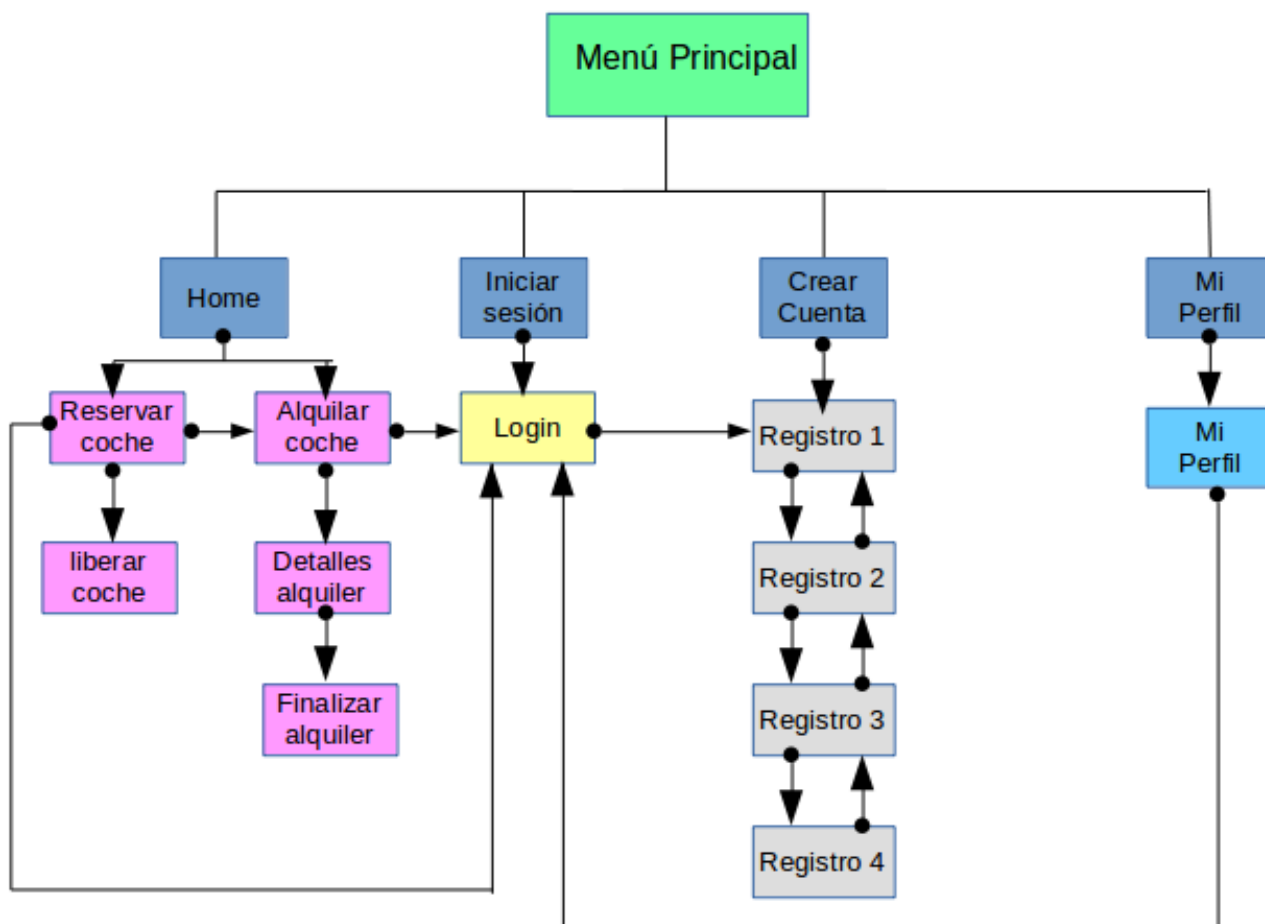 Menú Principal
Home
Iniciar
sesión
Crear
Cuenta
Mi
Perfil
Reservar
coche
Alquilar
coche
Login
Registro 1
Mi
Perfil
liberar
coche
Detalles
alquiler
Registro 2
Finalizar
alquiler
Registro 3
Registro 4